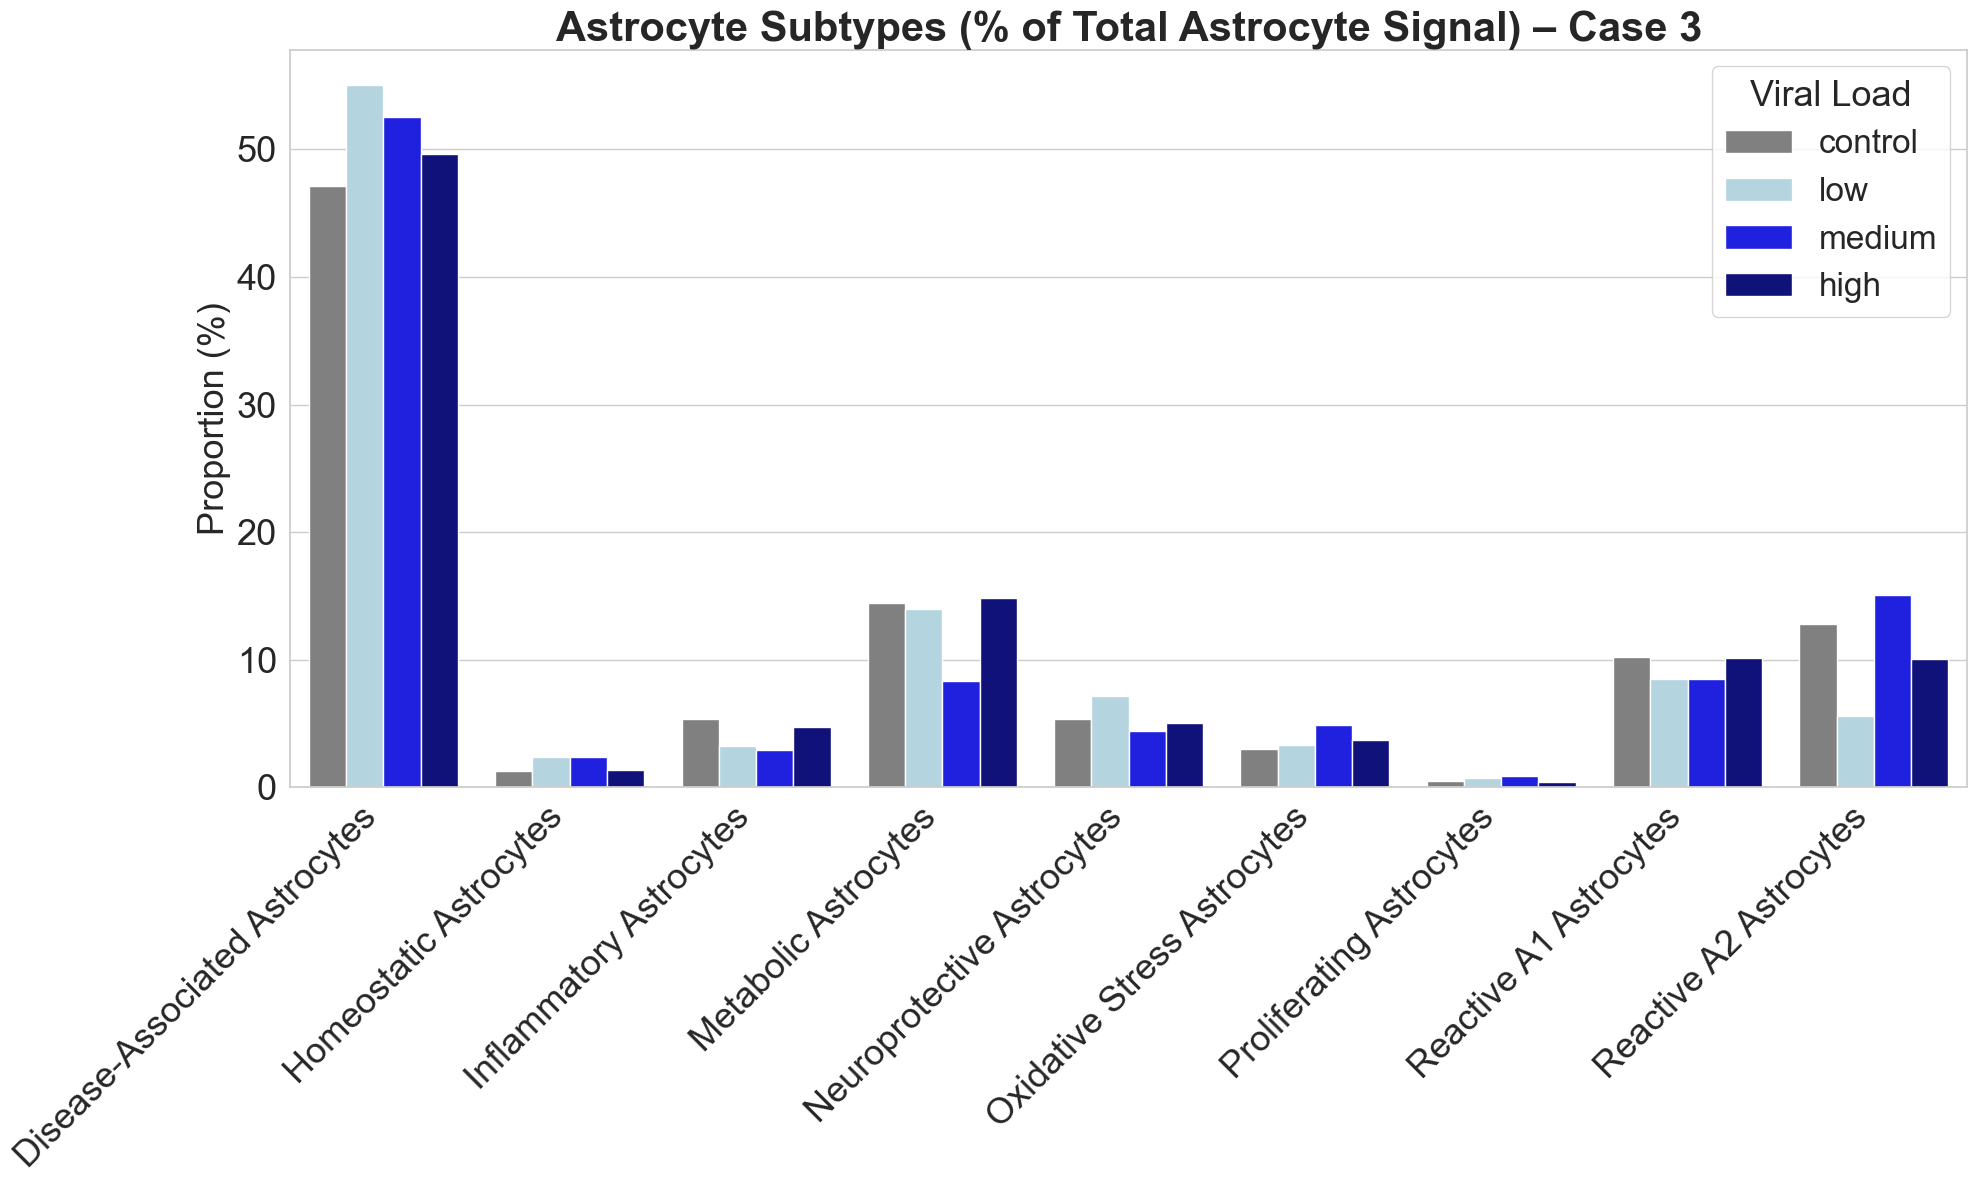 Astrocyte Subtypes (% of Total Astrocyte Signal) – Case 3
Viral Load
control
low
medium
high
Proportion (%)
50
40
30
20
10
0
Disease-Associated Astrocytes
Homeostatic Astrocytes
Inflammatory Astrocytes
Metabolic Astrocytes
Neuroprotective Astrocytes
Oxidative Stress Astrocytes
Proliferating Astrocytes
Reactive A1 Astrocytes
Reactive A2 Astrocytes